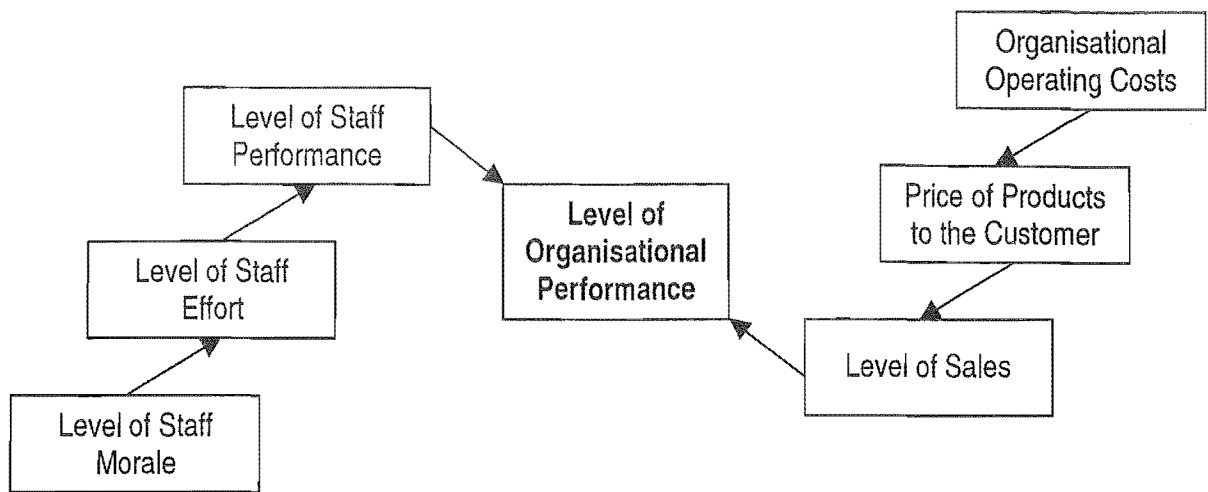 Organisational
Operating Costs
Level of Staff
Performance
Price of Products
to the Customer
Level of
Organisational
Performance
Level of Staff
Effort
Level of Sales
Level of Staff
Morale